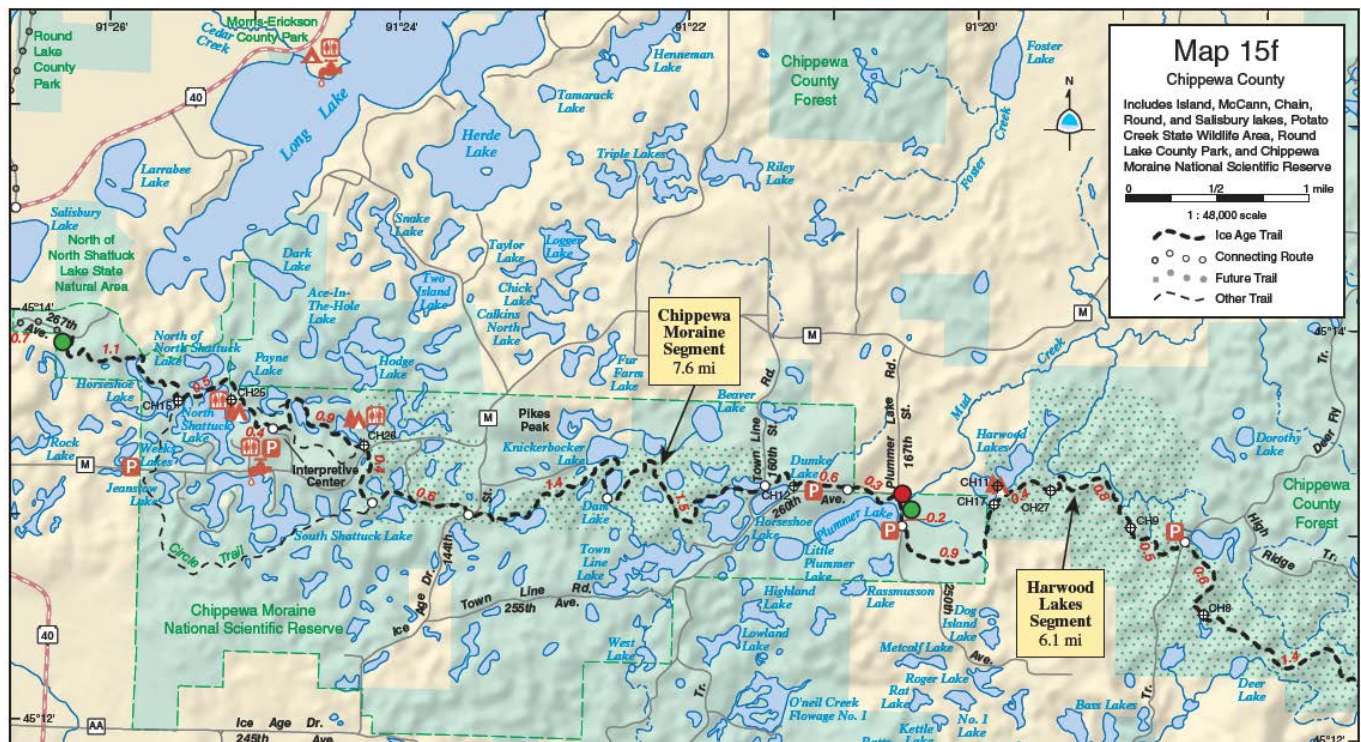 91°26'
91°24'
91°22'
91°20'
Round
Lake
County
Park
Cedar
Creek
Morris-Erickson
County Park
40
Long Lake
Larrabee
Lake
Salisbury
Lake
North of
North Shattuck
Lake State
Natural Area
Henneman
Lake
Tamarack
Lake
Herde
Lake
Triple Lakes
Riley
Lake
Chippewa
County
Forest
Foster
Lake
Foster Creek
Map 15f
Chippewa County
Includes Island, McCann, Chain,
Round, and Salisbury lakes, Potato
Creek State Wildlife Area, Round
Lake County Park, and Chippewa
Moraine National Scientific Reserve
N
0 1/2 1 mile
1 : 48,000 scale
Ice Age Trail
Connecting Route
Future Trail
Other Trail
Snake
Lake
Taylor
Lake
Logger
Lake
Dark
Lake
Two
Island
Lake
Chick
Lake
Calkins
North
Lake
Ace-In-
The-Hole
Lake
45°14'
45°14'
267th
Ave.
0.7
1.1
North of
North Shattuck
Lake
Payne
Lake
Hodge
Lake
Horseshoe
Lake
0.5
CH15
CH25
North
Shattuck
Lake
0.9
0.4
CH26
0.4
Rock
Lake
M
P
Weeks
Lakes
P
Jeanstow
Lake
Interpretive
Center
Circle Trail
South Shattuck Lake
0.6
M
Pikes
Peak
Knickerbocker
Lake
Fur
Farm
Lake
Chippewa
Moraine
Segment
7.6 mi
M
M
Beaver
Lake
1.4
1.5
Dam
Lake
Town Line Rd.
160th St.
CH12
Dumke
Lake
P
0.6
0.3
260th Ave.
Plummer Lake Rd.
167th St.
Mud Creek
Harwood
Lakes
CH11
CH17
0.4
CH27
0.8
CH9
0.5
P
0.6
CH8
1.4
Dorothy
Lake
Deer Fly Tr.
Chippewa
County
Forest
High Ridge Tr.
Horseshoe
Lake
Plummer Lake
P
0.2
0.9
Little
Plummer
Lake
Rassmusson
Lake
Harwood
Lakes
Segment
6.1 mi
Town
Line
Lake
Highland
Lake
Lowland
Lake
West
Lake
Town Line Rd.
255th Ave.
Ice Age Dr.
144th St.
Chippewa Moraine
National Scientific Reserve
250th Ave.
Dog
Island
Lake
Metcalf Lake
Roger Lake
Rat
Lake
Kettle
Lake
No. 1
Lake
Bass Lakes
Tr.
Tr.
Deer
Lake
O'neil Creek
Flowage No. 1
40
45°12'
45°12'
AA
Ice Age Dr.
245th Ave.